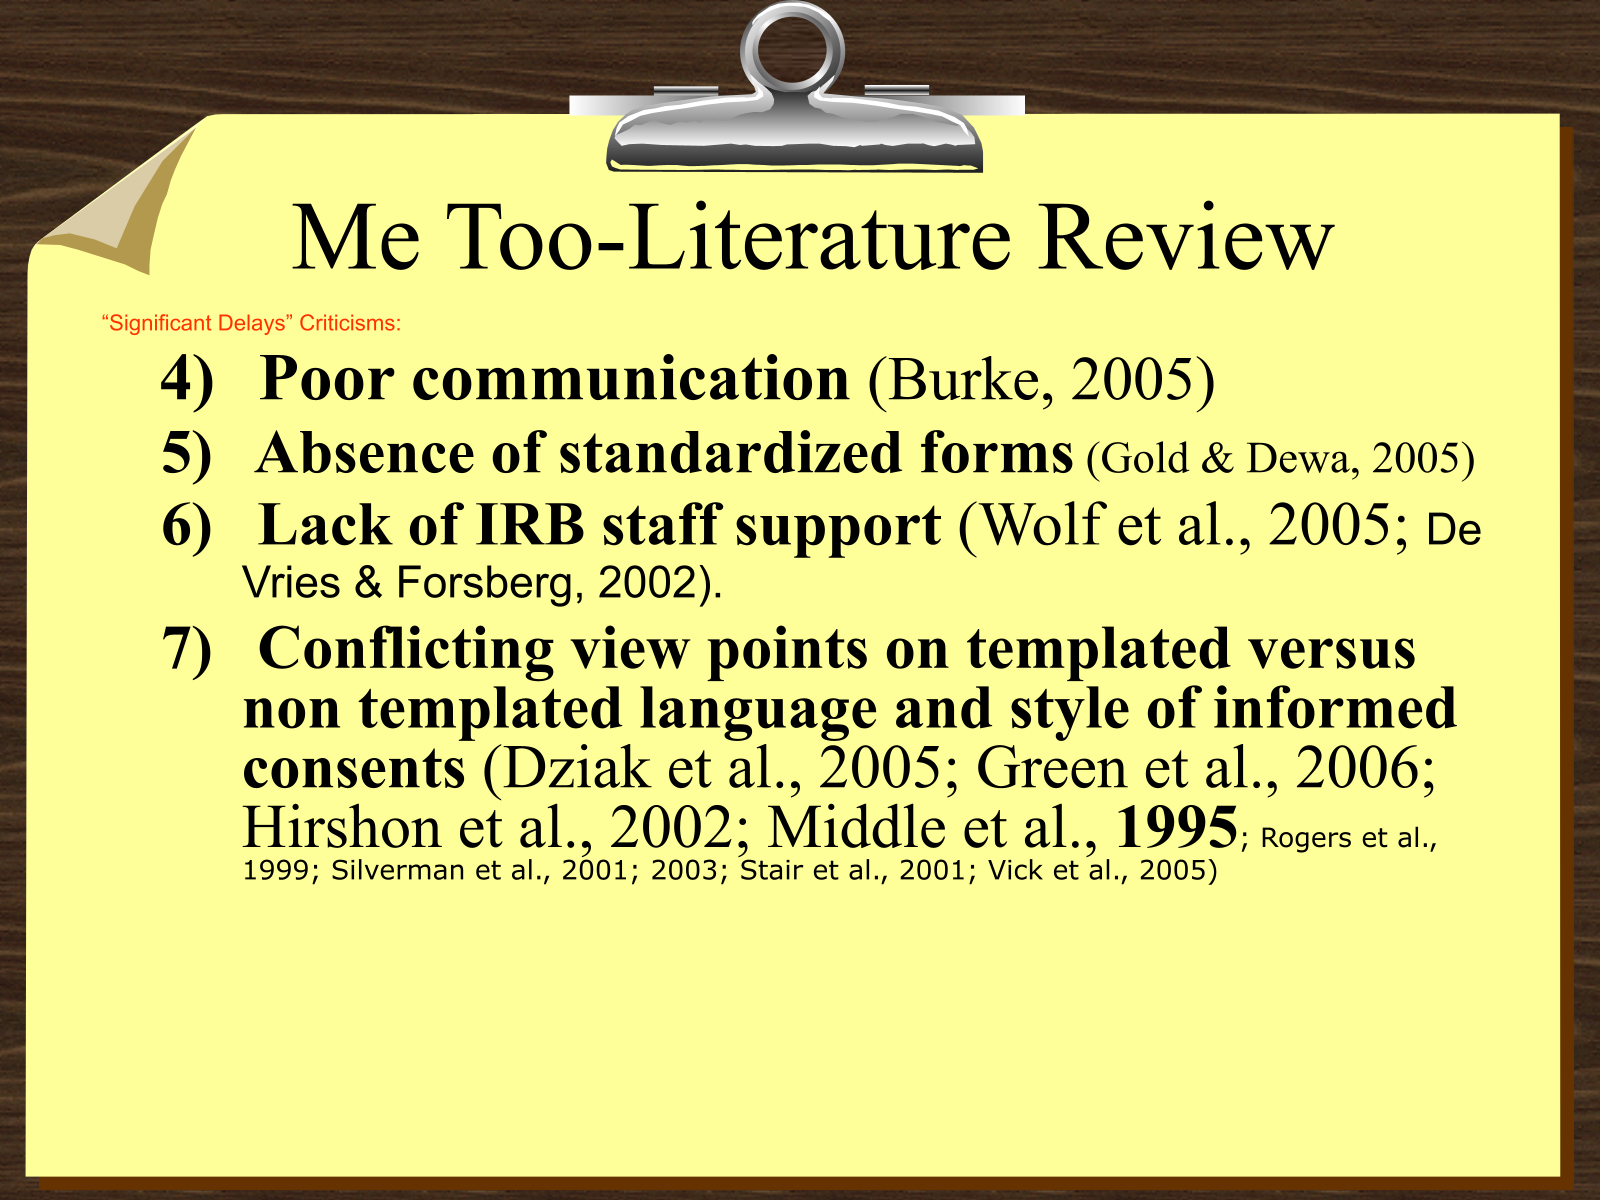 Me Too-Literature Review
“Significant Delays” Criticisms:
4) Poor communication (Burke, 2005)
5) Absence of standardized forms (Gold & Dewa, 2005)
6) Lack of IRB staff support (Wolf et al., 2005; De
Vries & Forsberg, 2002).
7) Conflicting view points on templated versus
non templated language and style of informed
consents (Dziak et al., 2005; Green et al., 2006;
Hirshon et al., 2002; Middle et al., 1995; Rogers et al.,
1999; Silverman et al., 2001; 2003; Stair et al., 2001; Vick et al., 2005)